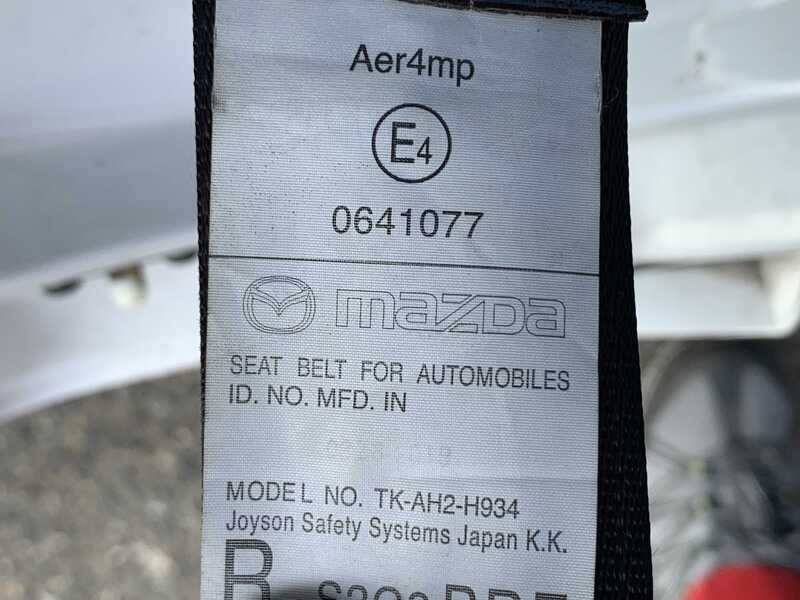 Aer4mp
E4
0641077
mazda
SEAT BELT FOR AUTOMOBILES
ID. NO. MFD. IN
MODEL NO. TK-AH2-H934
Joyson Safety Systems Japan K.K.
R